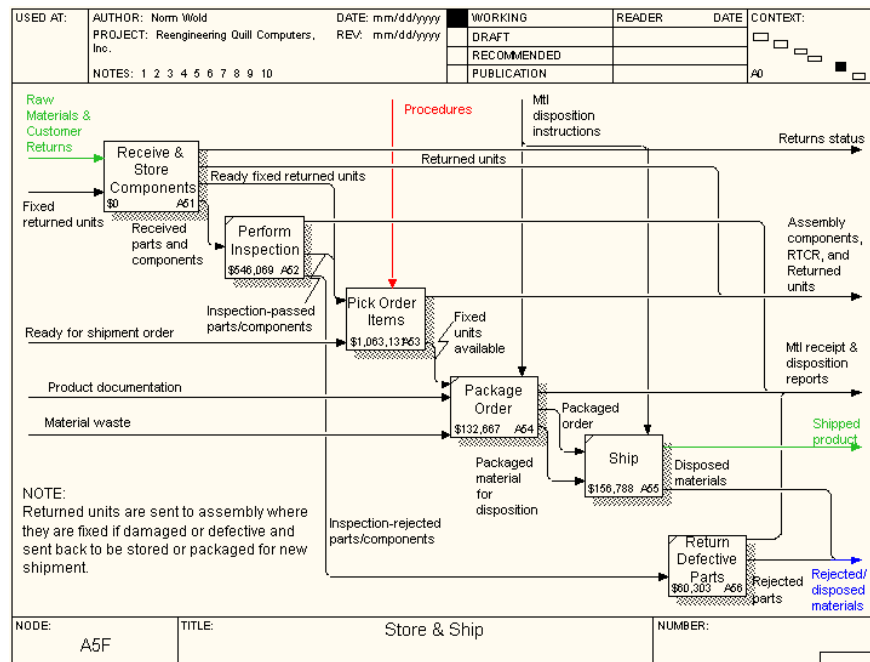 USED AT:
AUTHOR: Norm Wold
DATE: mm/dd/yyyy
PROJECT: Reengineering Quill Computers,
Inc.
REV: mm/dd/yyyy
NOTES: 1 2 3 4 5 6 7 8 9 10
WORKING
DRAFT
RECOMMENDED
PUBLICATION
READER
DATE
CONTEXT:
A0
Raw
Materials &
Customer
Returns
Procedures
Mtl
disposition
instructions
Receive &
Store
Components
$0 A51
Returns status
Returned units
Ready fixed returned units
Fixed
returned units
Received
parts and
components
Perform
Inspection
$546,069 A52
Assembly
components,
RTCR, and
Returned
units
Inspection-passed
parts/components
Pick Order
Items
$1,063,131 A53
Fixed
units
available
Ready for shipment order
Mtl receipt &
disposition
reports
Product documentation
Package
Order
$132,667 A54
Packaged
order
Material waste
Shipped
product
Ship
$156,788 A55
Packaged
material
for
disposition
Disposed
materials
NOTE:
Returned units are sent to assembly where
they are fixed if damaged or defective and
sent back to be stored or packaged for new
shipment.
Inspection-rejected
parts/components
Return
Defective
Parts
$60,303 A56
Rejected
parts
Rejected/
disposed
materials
NODE:
A5F
TITLE:
Store & Ship
NUMBER: